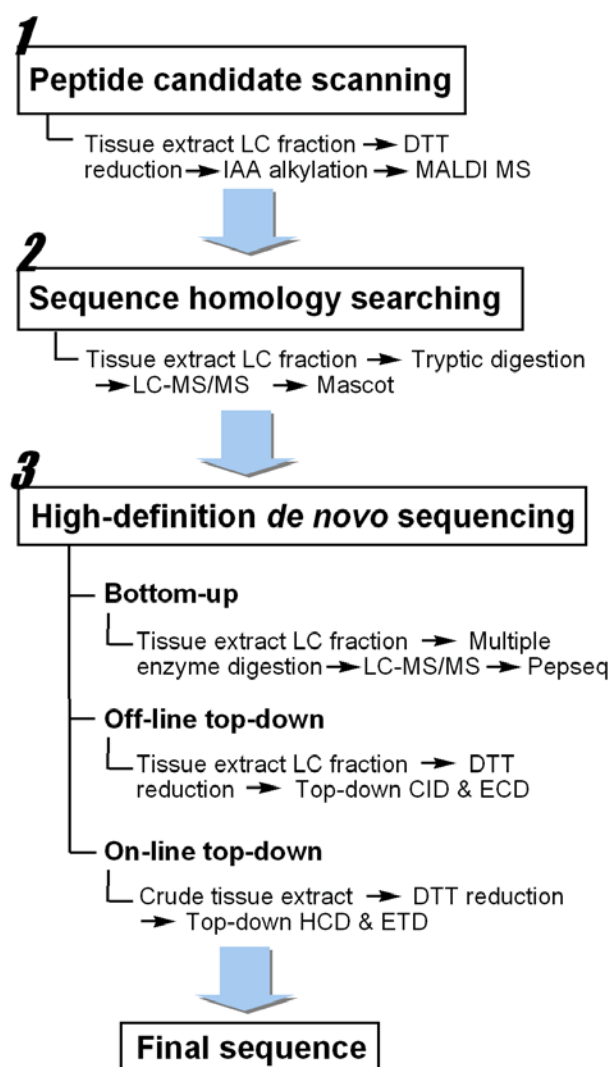 1
Peptide candidate scanning
Tissue extract LC fraction → DTT
reduction → IAA alkylation → MALDI MS
2
Sequence homology searching
Tissue extract LC fraction → Tryptic digestion
→ LC-MS/MS → Mascot
3
High-definition de novo sequencing
Bottom-up
Tissue extract LC fraction → Multiple
enzyme digestion → LC-MS/MS → Pepseq
Off-line top-down
Tissue extract LC fraction → DTT
reduction → Top-down CID & ECD
On-line top-down
Crude tissue extract → DTT reduction
→ Top-down HCD & ETD
Final sequence